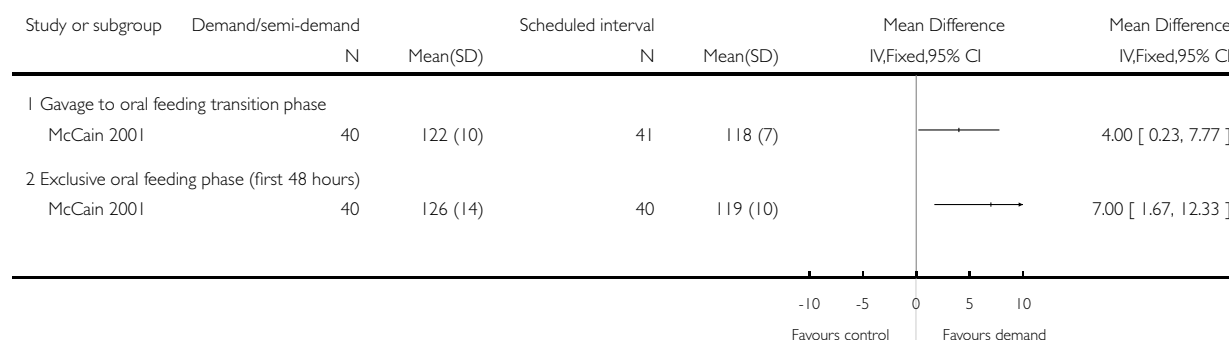 Study or subgroup Demand/semi-demand Scheduled interval Mean Difference Mean Difference
N Mean(SD) N Mean(SD) IV,Fixed,95% CI IV,Fixed,95% CI
1 Gavage to oral feeding transition phase
McCain 2001 40 122 (10) 41 118 (7) 4.00 [ 0.23, 7.77 ]
2 Exclusive oral feeding phase (first 48 hours)
McCain 2001 40 126 (14) 40 119 (10) 7.00 [ 1.67, 12.33 ]
-10 -5 0 5 10
Favours control Favours demand